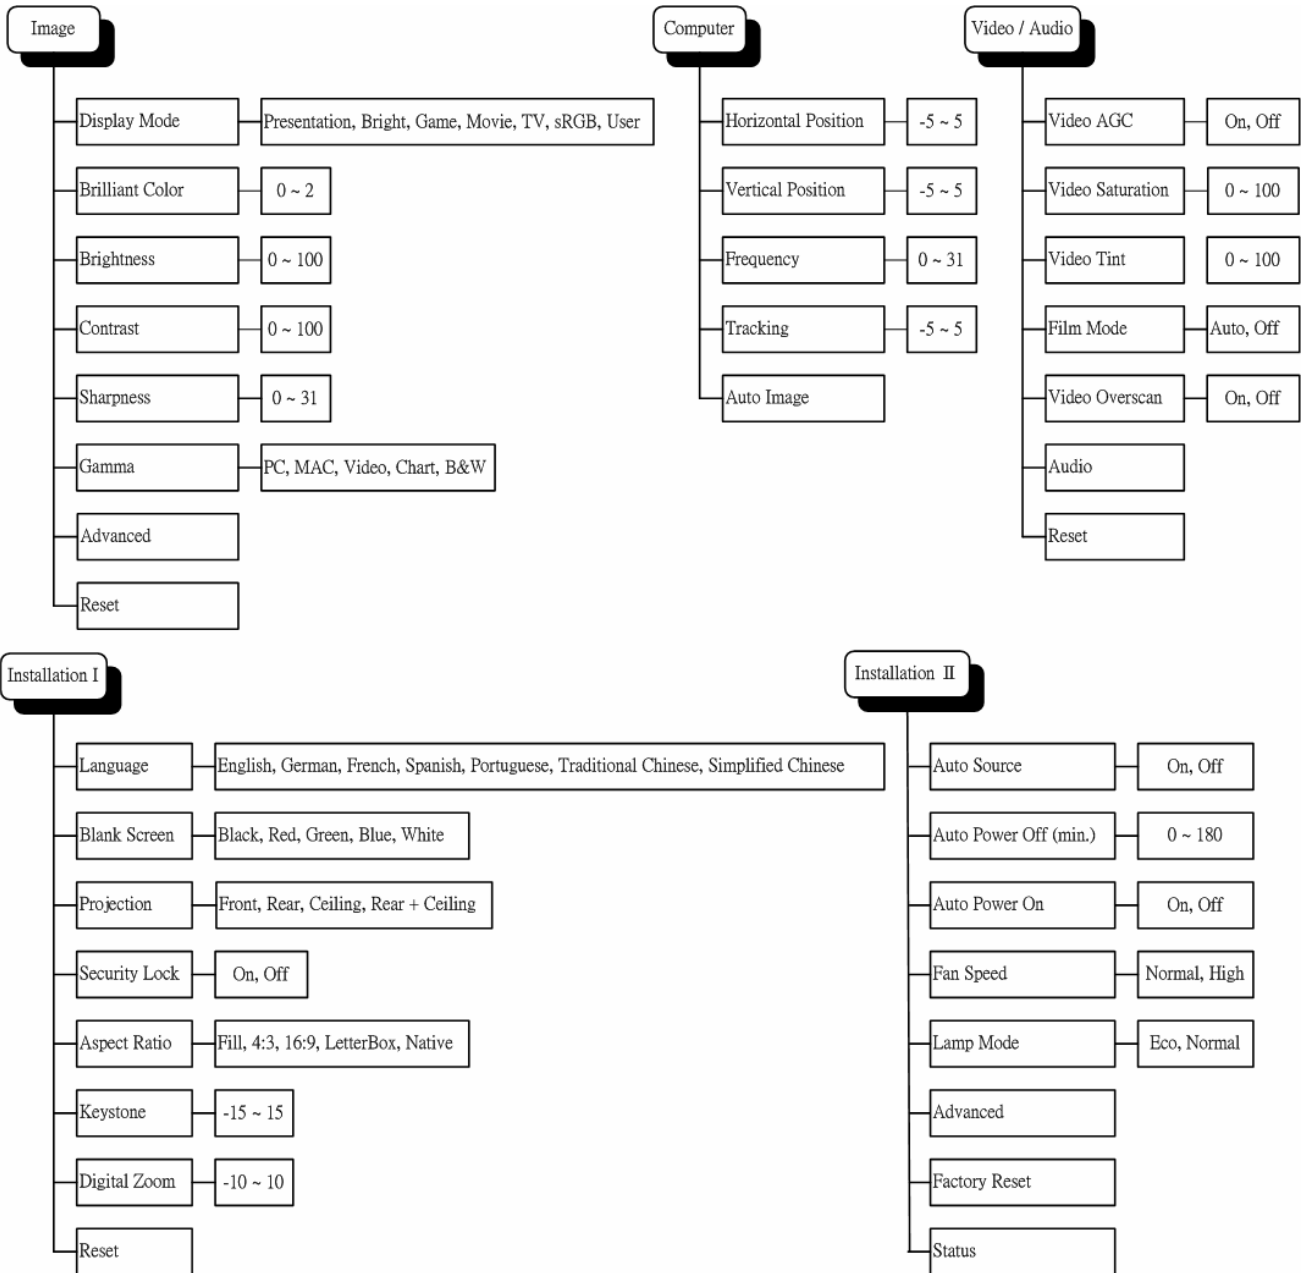 Image
Display Mode
Presentation, Bright, Game, Movie, TV, sRGB, User
Brilliant Color
0 ~ 2
Brightness
0 ~ 100
Contrast
0 ~ 100
Sharpness
0 ~ 31
Gamma
PC, MAC, Video, Chart, B&W
Advanced
Reset
Computer
Horizontal Position
-5 ~ 5
Vertical Position
-5 ~ 5
Frequency
0 ~ 31
Tracking
-5 ~ 5
Auto Image
Video / Audio
Video AGC
On, Off
Video Saturation
0 ~ 100
Video Tint
0 ~ 100
Film Mode
Auto, Off
Video Overscan
On, Off
Audio
Reset
Installation I
Language
English, German, French, Spanish, Portuguese, Traditional Chinese, Simplified Chinese
Blank Screen
Black, Red, Green, Blue, White
Projection
Front, Rear, Ceiling, Rear + Ceiling
Security Lock
On, Off
Aspect Ratio
Fill, 4:3, 16:9, LetterBox, Native
Keystone
-15 ~ 15
Digital Zoom
-10 ~ 10
Reset
Installation Ⅱ
Auto Source
On, Off
Auto Power Off (min.)
0 ~ 180
Auto Power On
On, Off
Fan Speed
Normal, High
Lamp Mode
Eco, Normal
Advanced
Factory Reset
Status